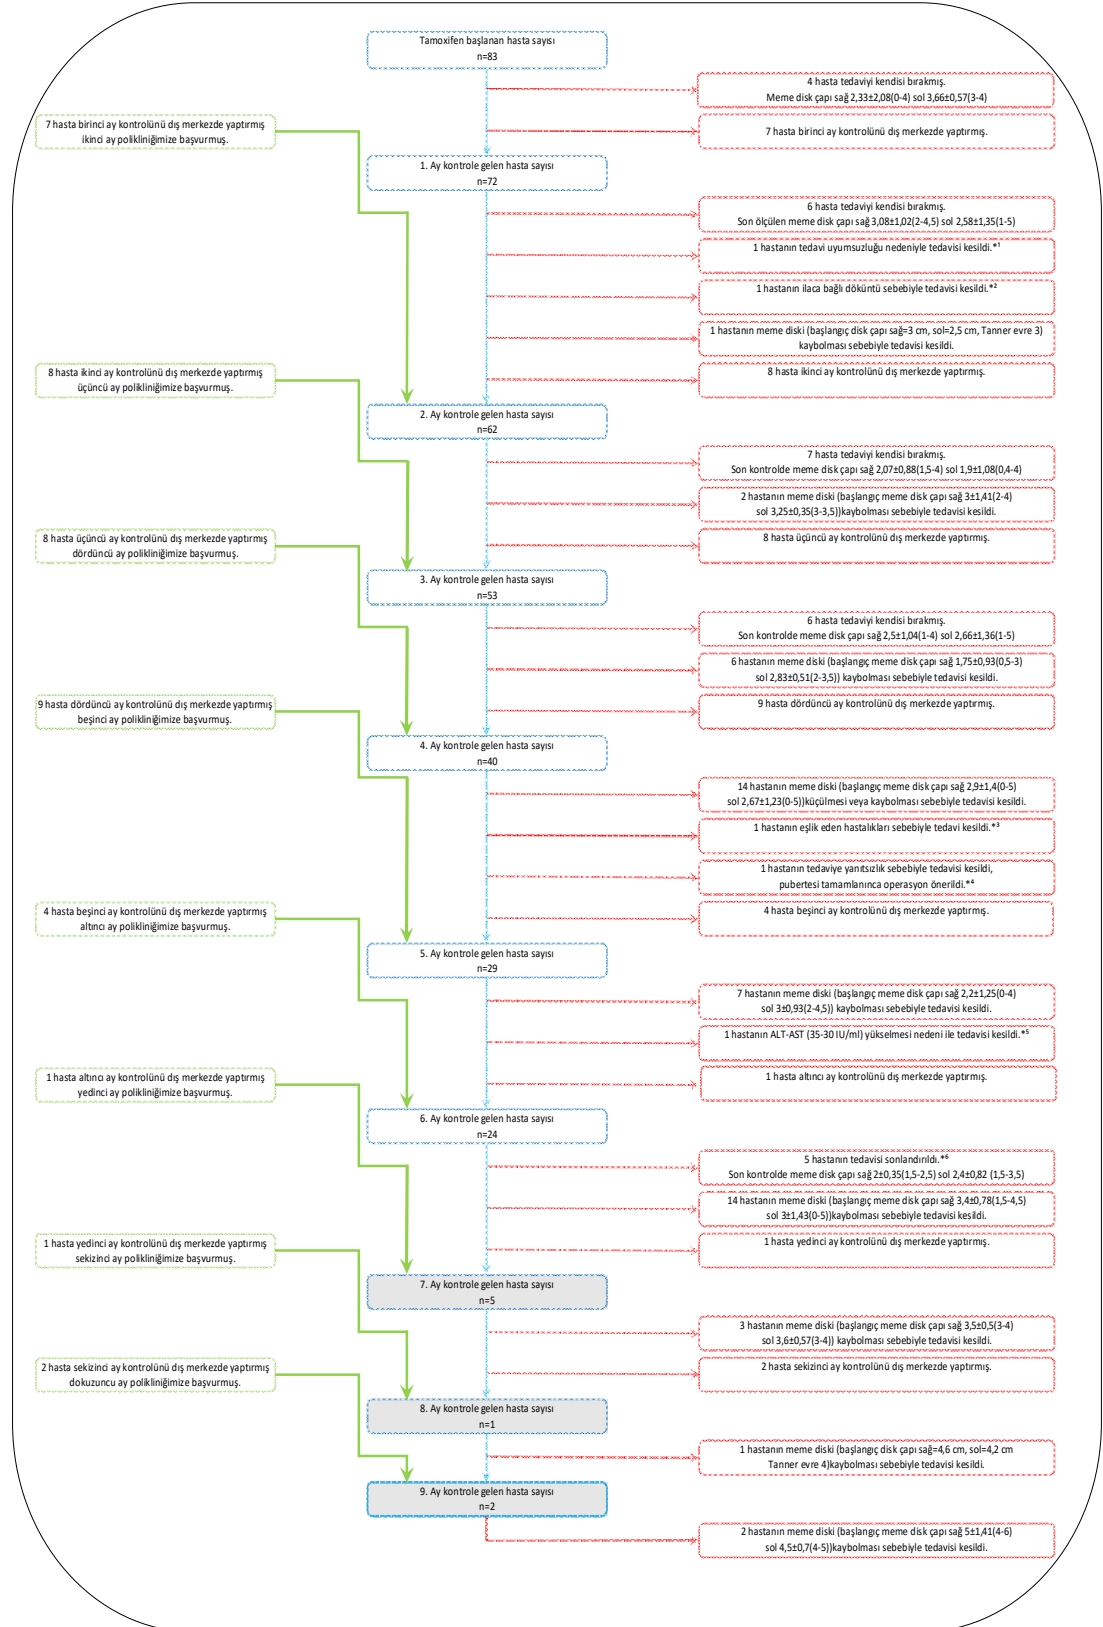 Tamoxifen başlanan hasta sayısı
n=83
4 hasta tedaviyi kendisi bırakmış.
Meme disk çapı sağ 2,33±2,08(0-4) sol 3,66±0,57(3-4)
7 hasta birinci ay kontrolünü dış merkezde yaptırmış
ikinci ay polikliniğimize başvurmuş.
7 hasta birinci ay kontrolünü dış merkezde yaptırmış.
1. Ay kontrole gelen hasta sayısı
n=72
6 hasta tedaviyi kendisi bırakmış.
Son ölçülen meme disk çapı sağ 3,08±1,02(2-4,5) sol 2,58±1,35(1-5)
1 hastanın tedavi uyumsuzluğu nedeniyle tedavisi kesildi.*¹
1 hastanın ilaca bağlı döküntü sebebiyle tedavisi kesildi.*²
1 hastanın meme diski (başlangıç disk çapı sağ=3 cm, sol=2,5 cm, Tanner evre 3)
kaybolması sebebiyle tedavisi kesildi.
8 hasta ikinci ay kontrolünü dış merkezde yaptırmış
üçüncü ay polikliniğimize başvurmuş.
8 hasta ikinci ay kontrolünü dış merkezde yaptırmış.
2. Ay kontrole gelen hasta sayısı
n=62
7 hasta tedaviyi kendisi bırakmış.
Son kontrolde meme disk çapı sağ 2,07±0,88(1,5-4) sol 1,9±1,08(0,4-4)
2 hastanın meme diski (başlangıç meme disk çapı sağ 3±1,41(2-4)
sol 3,25±0,35(3-3,5))kaybolması sebebiyle tedavisi kesildi.
8 hasta üçüncü ay kontrolünü dış merkezde yaptırmış
dördüncü ay polikliniğimize başvurmuş.
8 hasta üçüncü ay kontrolünü dış merkezde yaptırmış.
3. Ay kontrole gelen hasta sayısı
n=53
6 hasta tedaviyi kendisi bırakmış.
Son kontrolde meme disk çapı sağ 2,5±1,04(1-4) sol 2,66±1,36(1-5)
6 hastanın meme diski (başlangıç meme disk çapı sağ 1,75±0,93(0,5-3)
sol 2,83±0,51(2-3,5)) kaybolması sebebiyle tedavisi kesildi.
9 hasta dördüncü ay kontrolünü dış merkezde yaptırmış
beşinci ay polikliniğimize başvurmuş.
9 hasta dördüncü ay kontrolünü dış merkezde yaptırmış.
4. Ay kontrole gelen hasta sayısı
n=40
14 hastanın meme diski (başlangıç meme disk çapı sağ 2,9±1,4(0-5)
sol 2,67±1,23(0-5))küçülmesi veya kaybolması sebebiyle tedavisi kesildi.
1 hastanın eşlik eden hastalıkları sebebiyle tedavi kesildi.*³
1 hastanın tedaviye yanıtsızlık sebebiyle tedavisi kesildi,
pubertesi tamamlanınca operasyon önerildi.*⁴
4 hasta beşinci ay kontrolünü dış merkezde yaptırmış
altıncı ay polikliniğimize başvurmuş.
4 hasta beşinci ay kontrolünü dış merkezde yaptırmış.
5. Ay kontrole gelen hasta sayısı
n=29
7 hastanın meme diski (başlangıç meme disk çapı sağ 2,2±1,25(0-4)
sol 3±0,93(2-4,5)) kaybolması sebebiyle tedavisi kesildi.
1 hastanın ALT-AST (35-30 IU/ml) yükselmesi nedeni ile tedavisi kesildi.*⁵
1 hasta altıncı ay kontrolünü dış merkezde yaptırmış
yedinci ay polikliniğimize başvurmuş.
1 hasta altıncı ay kontrolünü dış merkezde yaptırmış.
6. Ay kontrole gelen hasta sayısı
n=24
5 hastanın tedavisi sonlandırıldı.*⁶
Son kontrolde meme disk çapı sağ 2±0,35(1,5-2,5) sol 2,4±0,82 (1,5-3,5)
14 hastanın meme diski (başlangıç meme disk çapı sağ 3,4±0,78(1,5-4,5)
sol 3±1,43(0-5))kaybolması sebebiyle tedavisi kesildi.
1 hasta yedinci ay kontrolünü dış merkezde yaptırmış
sekizinci ay polikliniğimize başvurmuş.
1 hasta yedinci ay kontrolünü dış merkezde yaptırmış.
7. Ay kontrole gelen hasta sayısı
n=5
3 hastanın meme diski (başlangıç meme disk çapı sağ 3,5±0,5(3-4)
sol 3,6±0,57(3-4)) kaybolması sebebiyle tedavisi kesildi.
2 hasta sekizinci ay kontrolünü dış merkezde yaptırmış
dokuzuncu ay polikliniğimize başvurmuş.
2 hasta sekizinci ay kontrolünü dış merkezde yaptırmış.
8. Ay kontrole gelen hasta sayısı
n=1
1 hastanın meme diski (başlangıç disk çapı sağ=4,6 cm, sol=4,2 cm
Tanner evre 4)kaybolması sebebiyle tedavisi kesildi.
9. Ay kontrole gelen hasta sayısı
n=2
2 hastanın meme diski (başlangıç meme disk çapı sağ 5±1,41(4-6)
sol 4,5±0,7(4-5))kaybolması sebebiyle tedavisi kesildi.